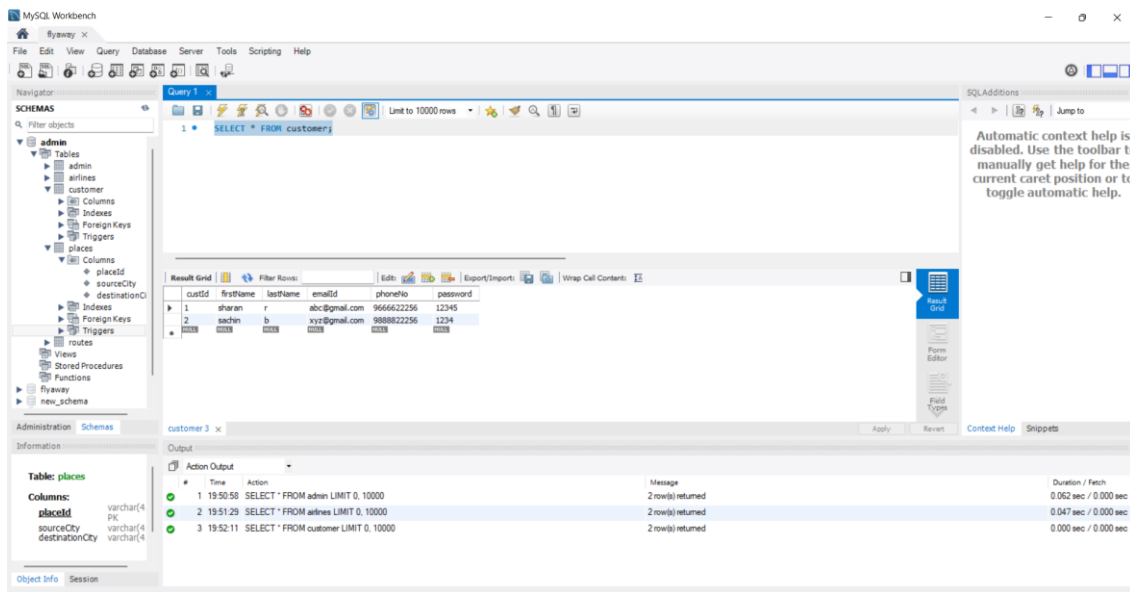 MySQL Workbench
flyaway
File Edit View Query Database Server Tools Scripting Help
Navigator
SCHEMAS
Filter objects
admin
Tables
admin
airlines
customer
Columns
Indexes
Foreign Keys
Triggers
places
Columns
placeId
sourceCity
destinationCi
Indexes
Foreign Keys
Triggers
routes
Views
Stored Procedures
Functions
flyaway
new_schema
Administration Schemas
Information
Table: places
Columns:
placeId varchar(4
PK
sourceCity varchar(4
destinationCity varchar(4
Object Info Session
Query 1
Limit to 10000 rows
1 SELECT * FROM customer;
Result Grid Filter Rows: Edit: Export/Import: Wrap Cell Content:
custId firstName lastName emailId phoneNo password
1 sharan r abc@gmail.com 9666622256 12345
2 sachin b xyz@gmail.com 9888822256 1234
NULL NULL NULL NULL NULL NULL
Result
Grid
Form
Editor
Field
Types
customer 3 Apply Revert
Output
Action Output
# Time Action Message Duration / Fetch
1 19:50:58 SELECT * FROM admin LIMIT 0, 10000 2 row(s) returned 0.062 sec / 0.000 sec
2 19:51:29 SELECT * FROM airlines LIMIT 0, 10000 2 row(s) returned 0.047 sec / 0.000 sec
3 19:52:11 SELECT * FROM customer LIMIT 0, 10000 2 row(s) returned 0.000 sec / 0.000 sec
SQLAdditions
Jump to
Automatic context help is
disabled. Use the toolbar t
manually get help for the
current caret position or to
toggle automatic help.
Context Help Snippets